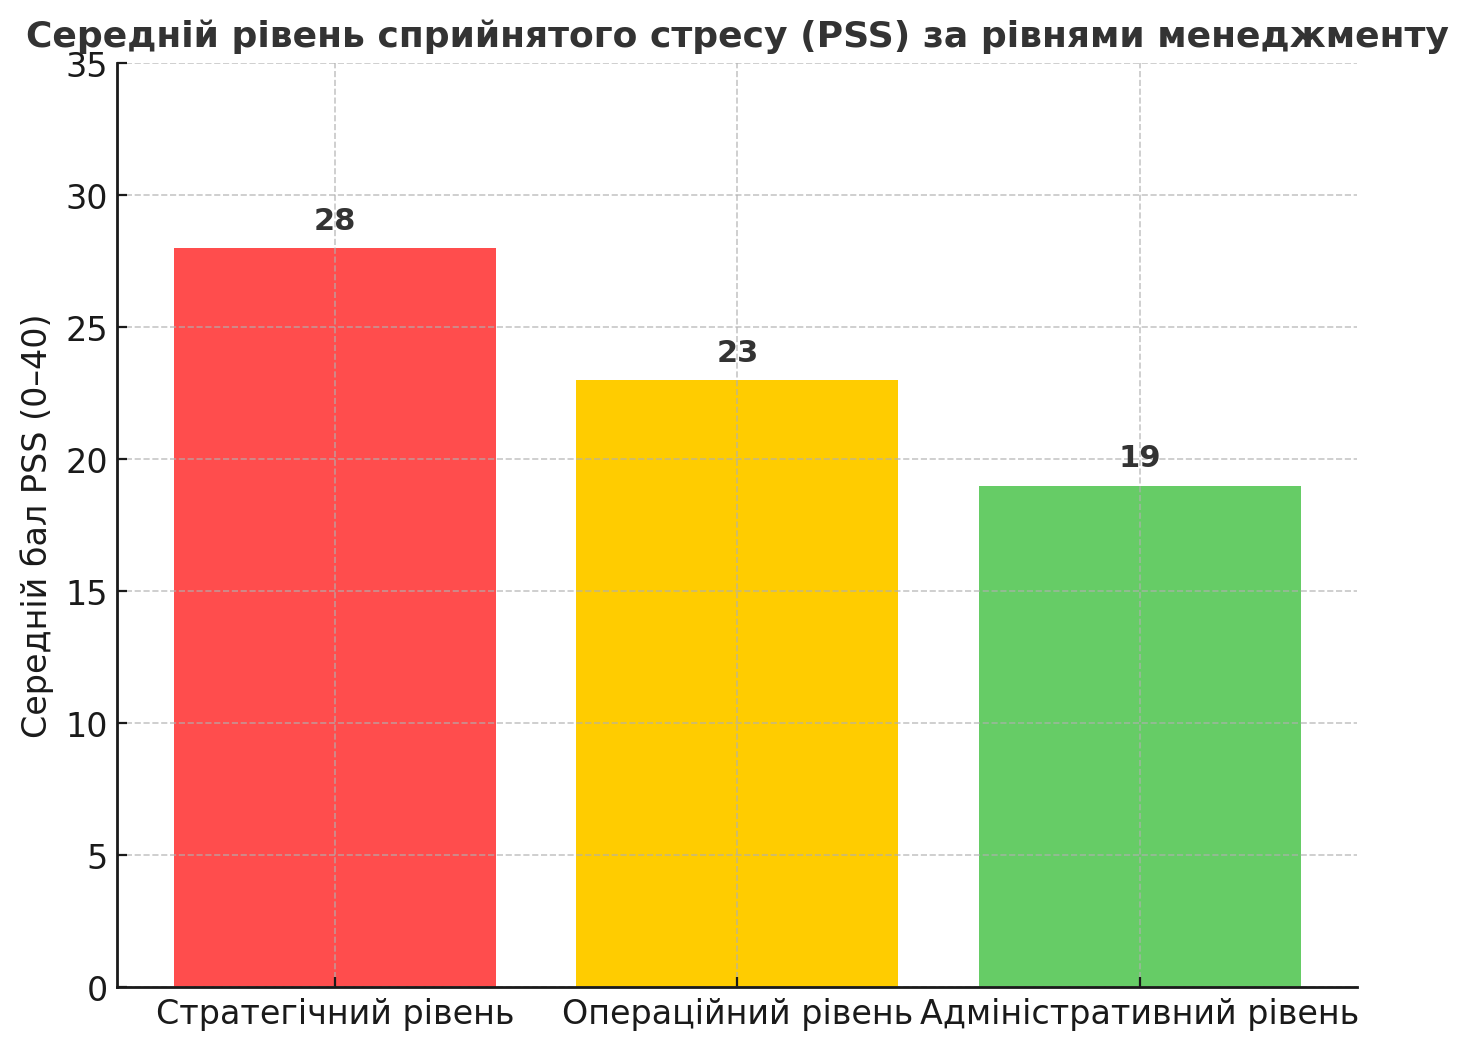 Середній рівень сприйнятого стресу (PSS) за рівнями менеджменту
Середній бал PSS (0–40)
35
30
25
20
15
10
5
0
28
23
19
Стратегічний рівень
Операційний рівень
Адміністративний рівень